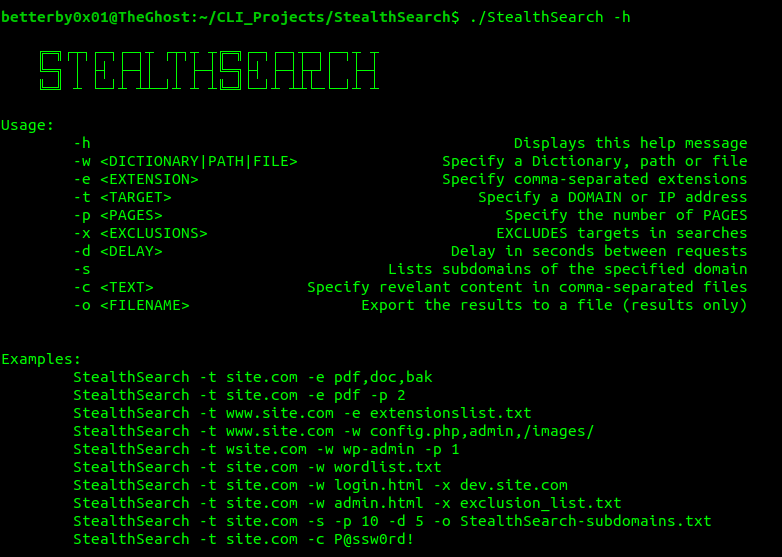 betterby0x01@TheGhost:~/CLI_Projects/StealthSearch$ ./StealthSearch -h
STEALTHSEARCH
Usage:
-h Displays this help message
-w <DICTIONARY|PATH|FILE> Specify a Dictionary, path or file
-e <EXTENSION> Specify comma-separated extensions
-t <TARGET> Specify a DOMAIN or IP address
-p <PAGES> Specify the number of PAGES
-x <EXCLUSIONS> EXCLUDES targets in searches
-d <DELAY> Delay in seconds between requests
-s Lists subdomains of the specified domain
-c <TEXT> Specify revelant content in comma-separated files
-o <FILENAME> Export the results to a file (results only)
Examples:
StealthSearch -t site.com -e pdf,doc,bak
StealthSearch -t site.com -e pdf -p 2
StealthSearch -t www.site.com -e extensionslist.txt
StealthSearch -t www.site.com -w config.php,admin,/images/
StealthSearch -t wsite.com -w wp-admin -p 1
StealthSearch -t site.com -w wordlist.txt
StealthSearch -t site.com -w login.html -x dev.site.com
StealthSearch -t site.com -w admin.html -x exclusion_list.txt
StealthSearch -t site.com -s -p 10 -d 5 -o StealthSearch-subdomains.txt
StealthSearch -t site.com -c P@ssw0rd!